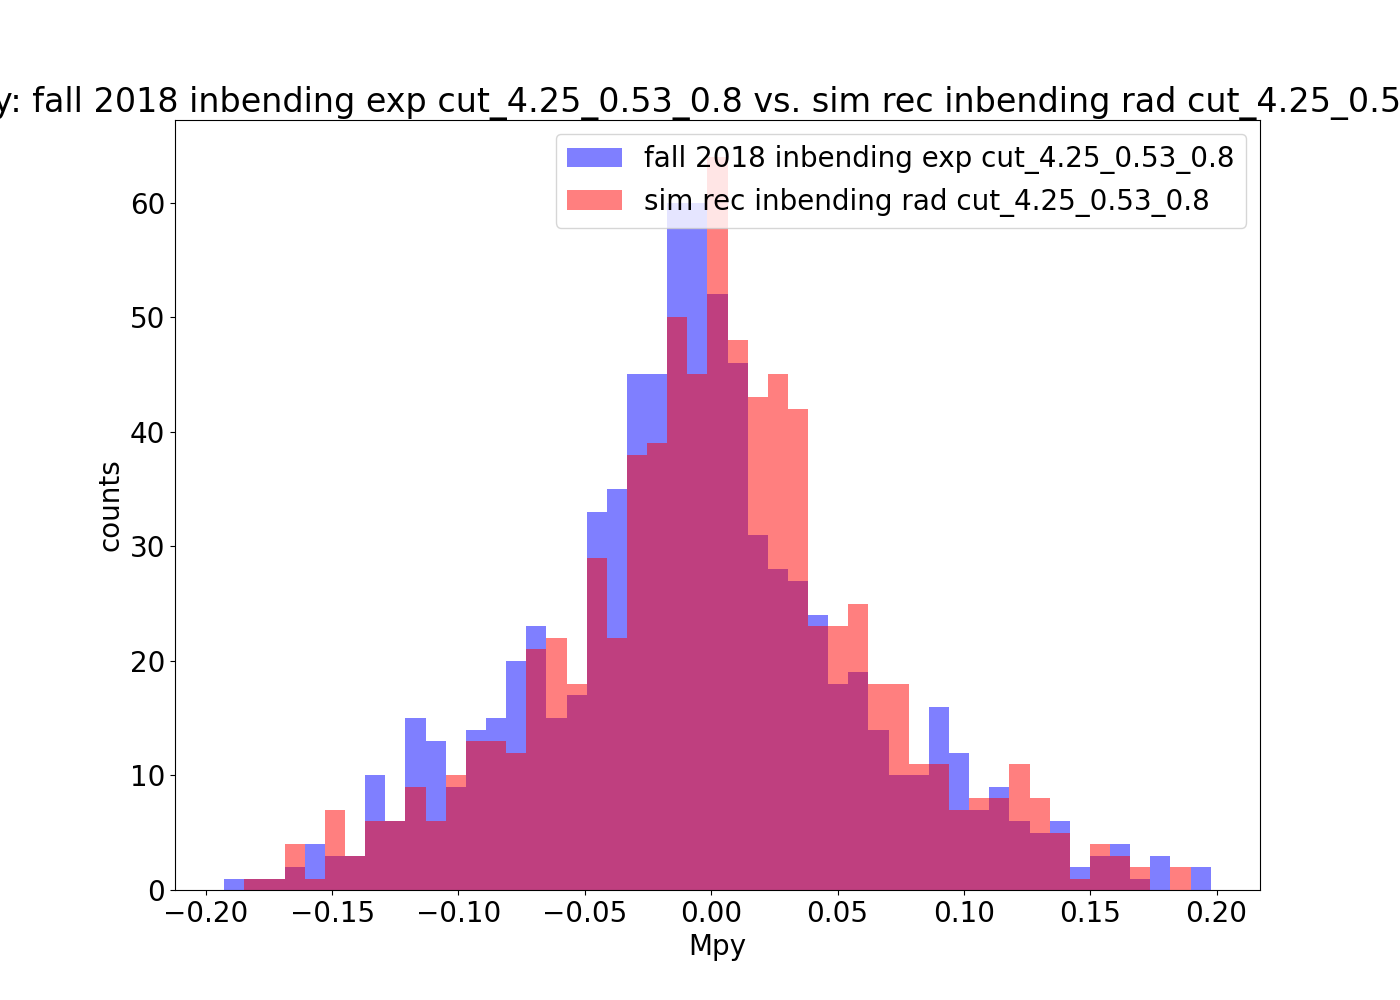 y: fall 2018 inbending exp cut_4.25_0.53_0.8 vs. sim rec inbending rad cut_4.25_0.5
fall 2018 inbending exp cut_4.25_0.53_0.8
sim rec inbending rad cut_4.25_0.53_0.8
60
50
40
30
20
10
0
counts
−0.20 −0.15 −0.10 −0.05 0.00 0.05 0.10 0.15 0.20
Mpy